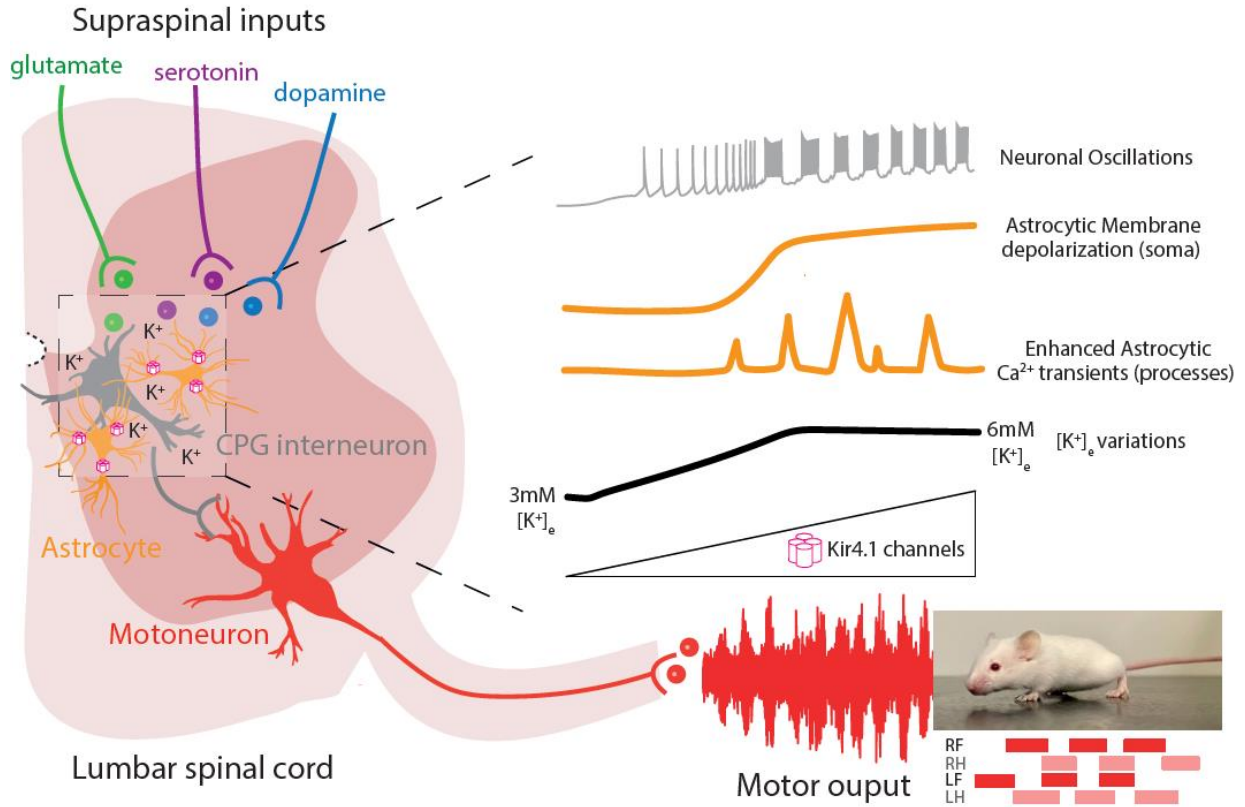 Supraspinal inputs
glutamate
serotonin
dopamine
K⁺
K⁺
K⁺
K⁺
K⁺
CPG interneuron
Astrocyte
Motoneuron
Lumbar spinal cord
Neuronal Oscillations
Astrocytic Membrane
depolarization (soma)
Enhanced Astrocytic
Ca²⁺ transients (processes)
3mM
[K⁺]ₑ
6mM
[K⁺]ₑ
[K⁺]ₑ variations
Kir4.1 channels
Motor ouput
RF
RH
LF
LH